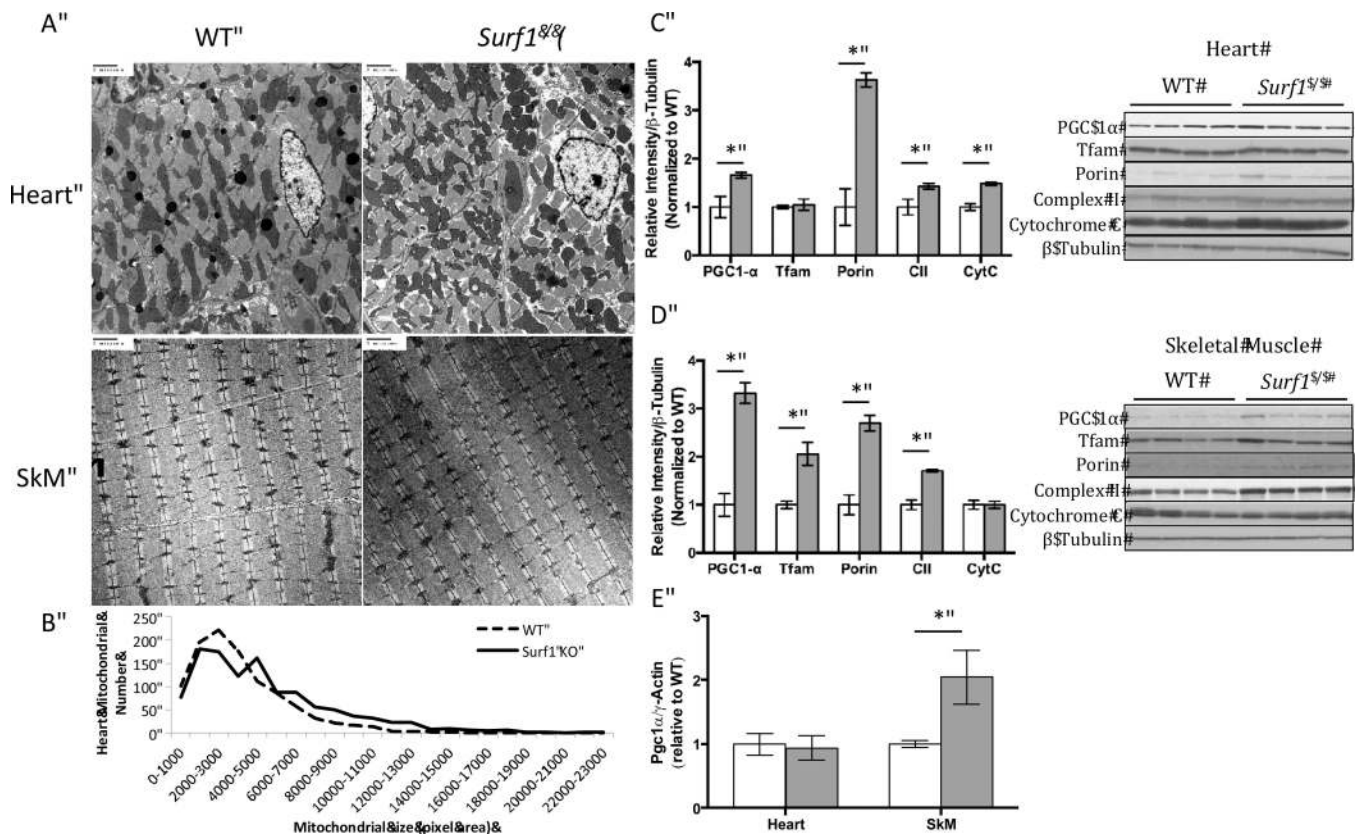 A"
WT"
Surf1&/&(
Heart"
SkM"
B"
Heart&Mitochondrial&
Number&
250"
200"
150"
100"
50"
0"
WT"
Surf1"KO"
0-1000
2000-3000
4000-5000
6000-7000
8000-9000
10000-11000
12000-13000
14000-15000
16000-17000
18000-19000
20000-21000
22000-23000
Mitochondrial&size&(pixel&area)&
C"
Relative Intensity/β-Tubulin
(Normalized to WT)
4
3
2
1
0
*"
*"
*"
*"
PGC1-α
Tfam
Porin
CII
CytC
Heart#
WT#
Surf1$/$#
PGC$1α#
Tfam#
Porin#
Complex#II#
Cytochrome#C#
β$Tubulin#
D"
Relative Intensity/β-Tubulin
(Normalized to WT)
4
3
2
1
0
*"
*"
*"
*"
PGC1-α
Tfam
Porin
CII
CytC
Skeletal#Muscle#
WT#
Surf1$/$#
PGC$1α#
Tfam#
Porin#
Complex#II#
Cytochrome#C#
β$Tubulin#
E"
Pgc1α/γ-Actin
(relative to WT)
3
2
1
0
*"
Heart
SkM